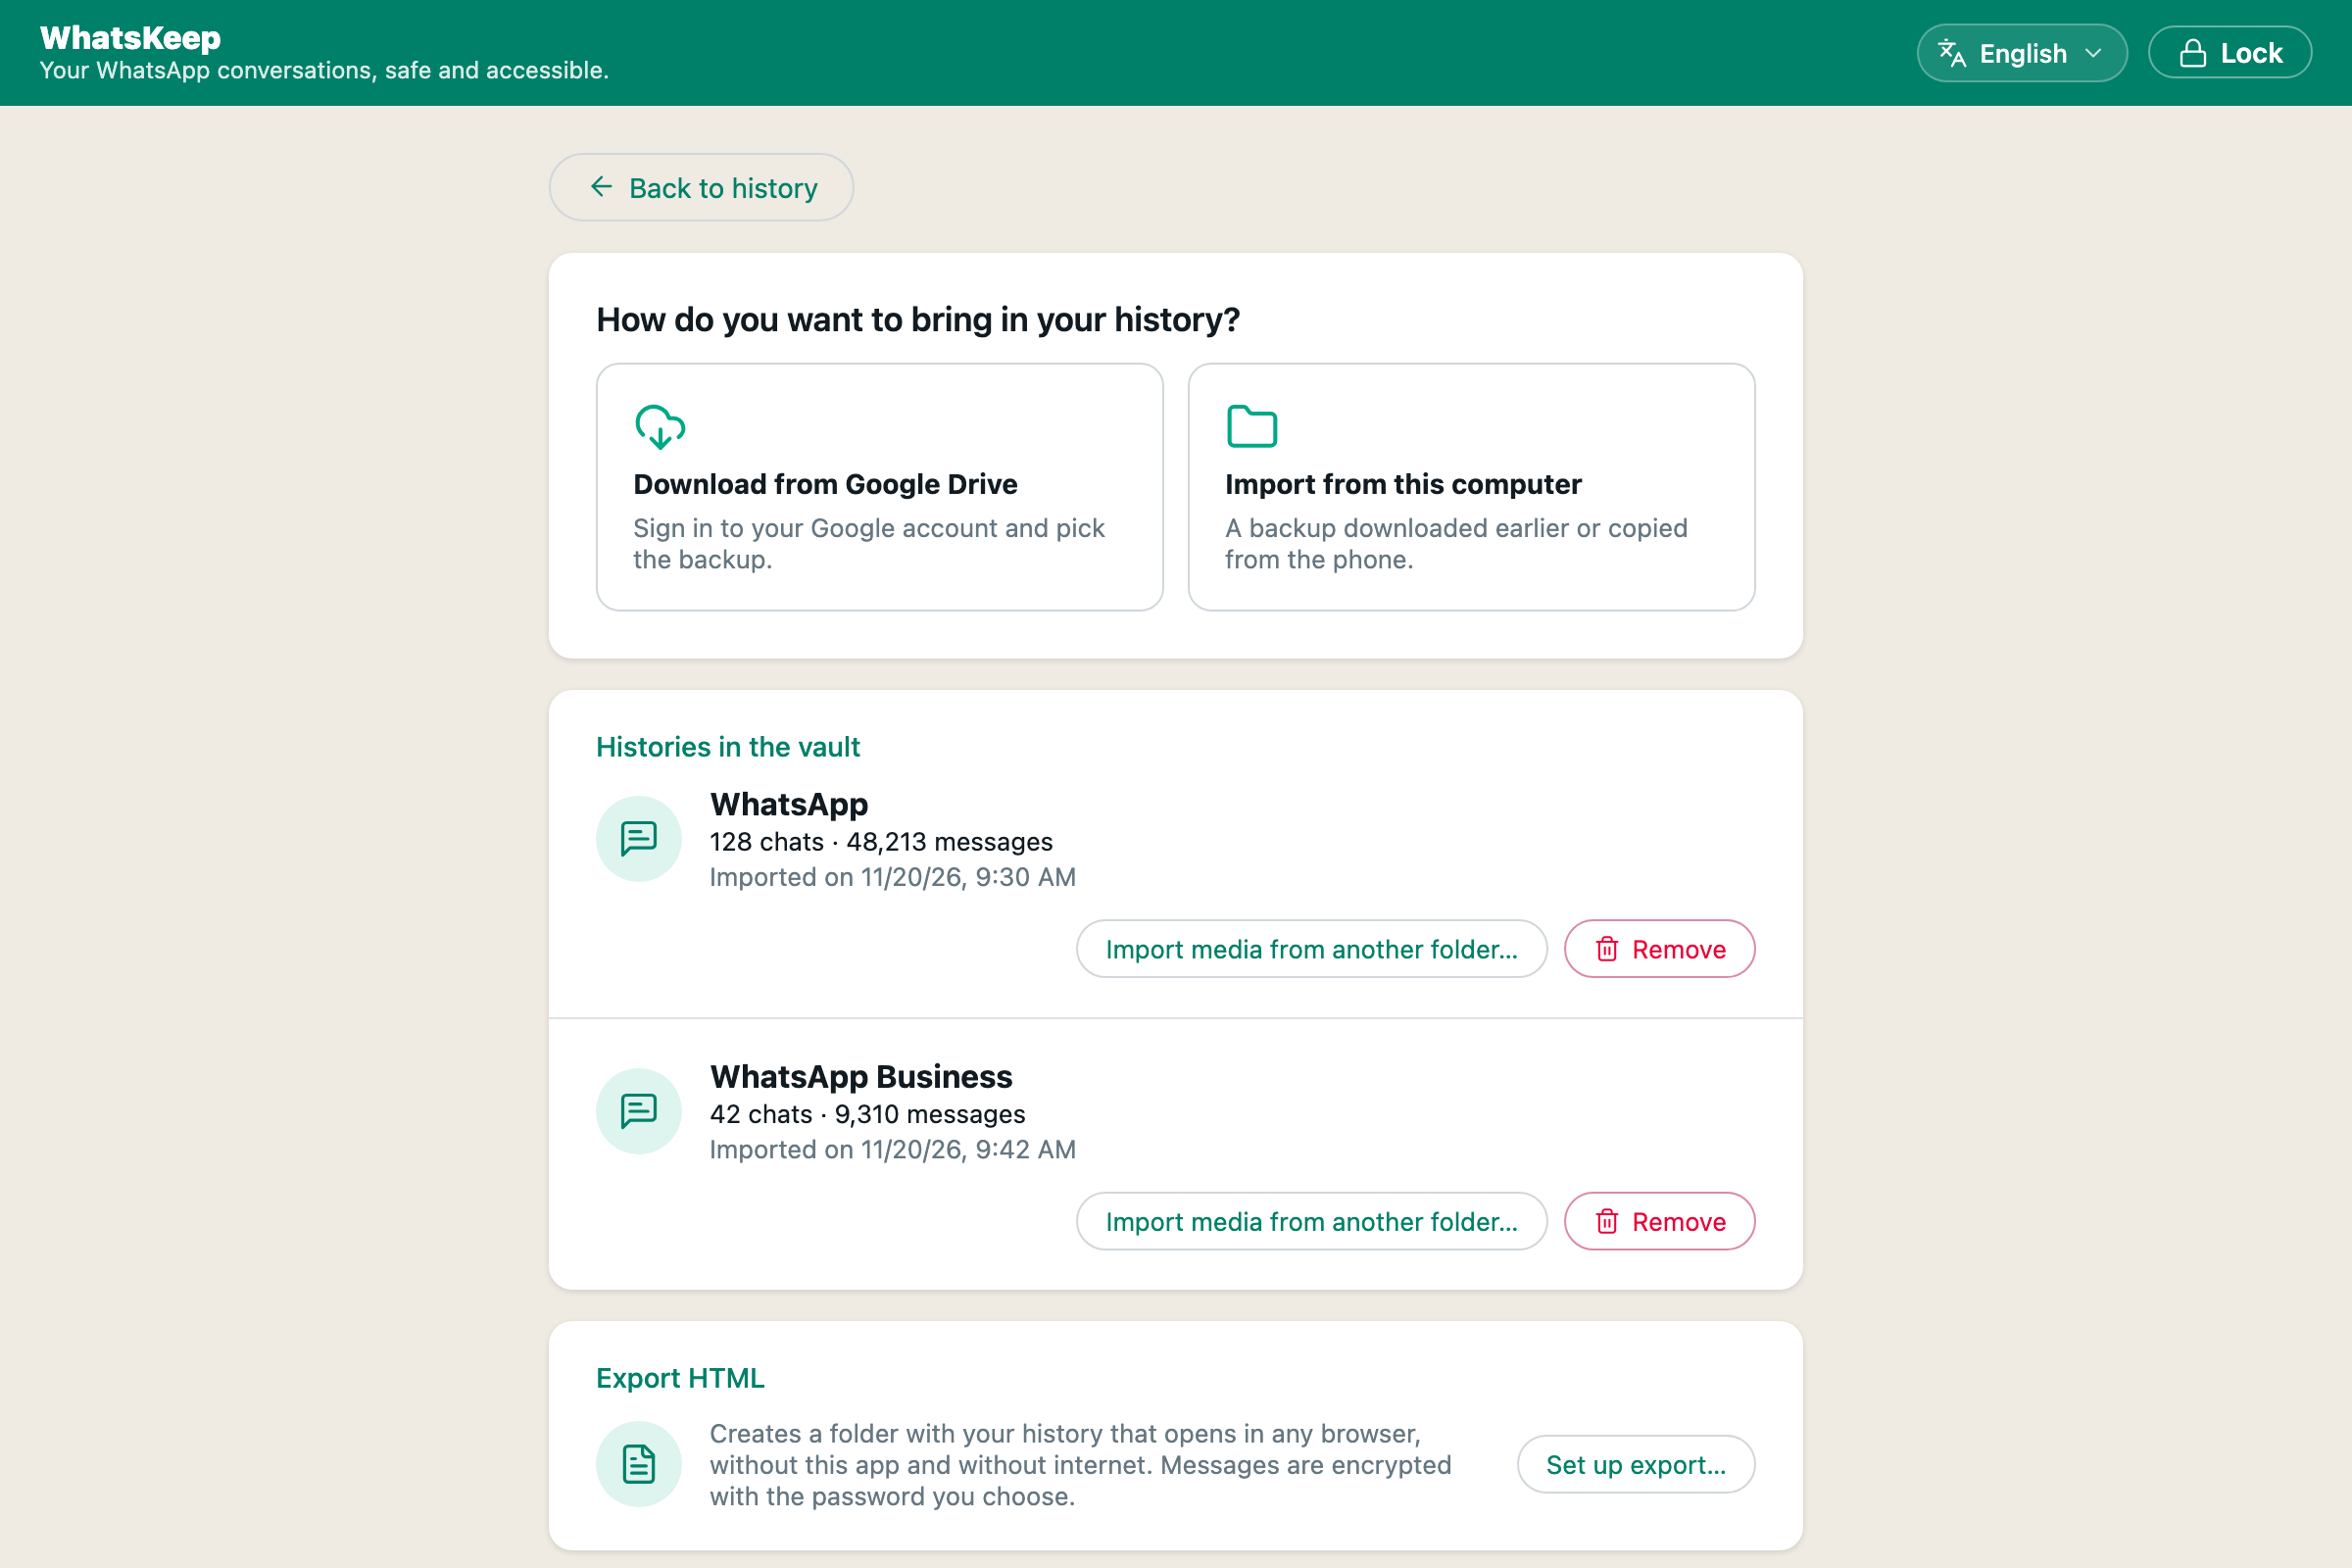 WhatsKeep
Your WhatsApp conversations, safe and accessible.
English
Lock
Back to history
How do you want to bring in your history?
Download from Google Drive
Sign in to your Google account and pick
the backup.
Import from this computer
A backup downloaded earlier or copied
from the phone.
Histories in the vault
WhatsApp
128 chats · 48,213 messages
Imported on 11/20/26, 9:30 AM
Import media from another folder...
Remove
WhatsApp Business
42 chats · 9,310 messages
Imported on 11/20/26, 9:42 AM
Import media from another folder...
Remove
Export HTML
Creates a folder with your history that opens in any browser,
without this app and without internet. Messages are encrypted
with the password you choose.
Set up export...